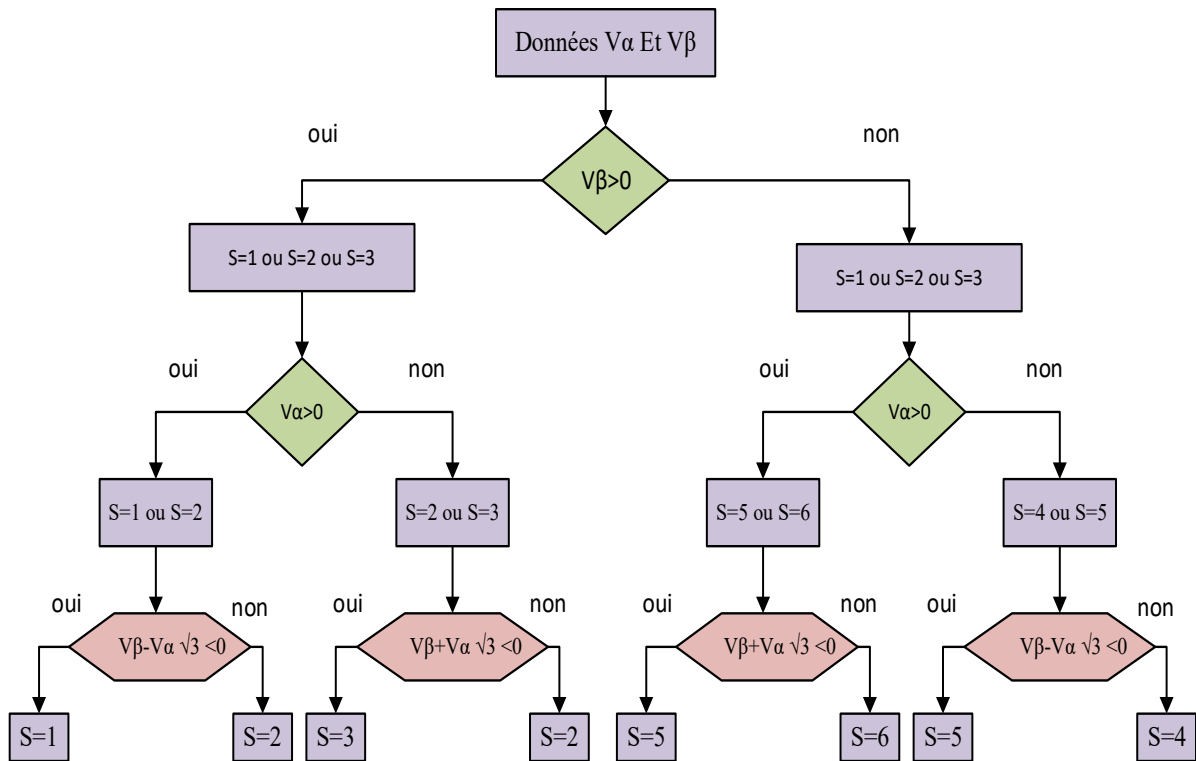 Données Vα Et Vβ
oui
non
Vβ>0
S=1 ou S=2 ou S=3
S=1 ou S=2 ou S=3
oui
non
oui
non
Vα>0
Vα>0
S=1 ou S=2
S=2 ou S=3
S=5 ou S=6
S=4 ou S=5
oui
non
oui
non
oui
non
oui
non
Vβ-Vα √3 <0
Vβ+Vα √3 <0
Vβ+Vα √3 <0
Vβ-Vα √3 <0
S=1
S=2
S=3
S=2
S=5
S=6
S=5
S=4